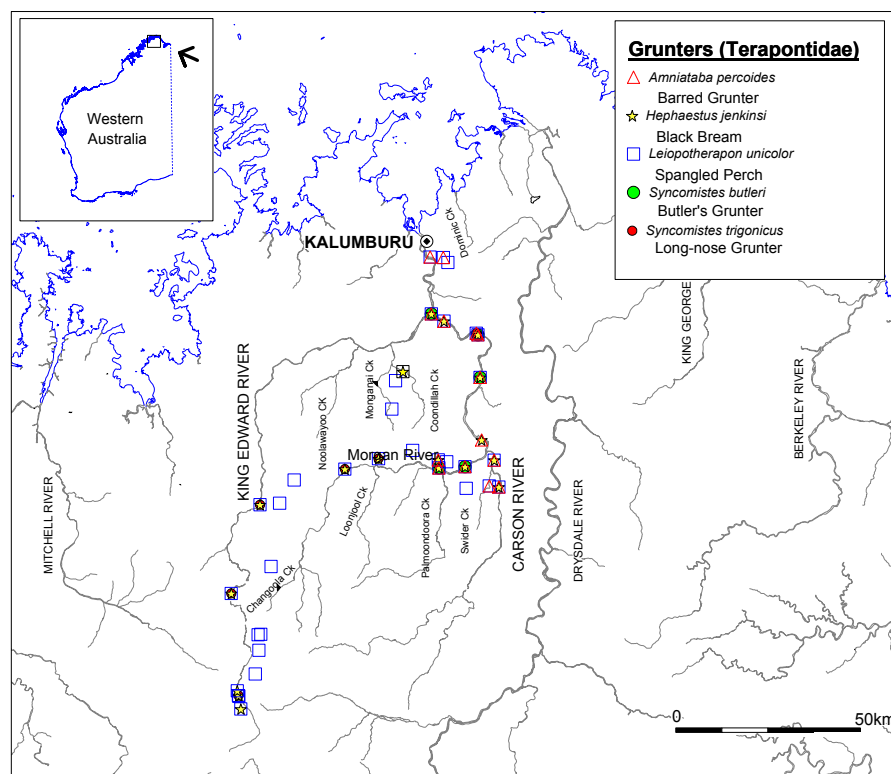 Western
Australia
Grunters (Terapontidae)
Amniataba percoides
Barred Grunter
Hephaestus jenkinsi
Black Bream
Leiopotherapon unicolor
Spangled Perch
Syncomistes butleri
Butler's Grunter
Syncomistes trigonicus
Long-nose Grunter
KALUMBURU
Dominic Ck
KING GEORGE
BERKELEY RIVER
KING EDWARD RIVER
Noolawayoo CK
Monganai Ck
Coondillah Ck
Morgan River
MITCHELL RIVER
Loonjool Ck
Palmoondoora Ck
Swider Ck
CARSON RIVER
DRYSDALE RIVER
Changoola Ck
0 50km